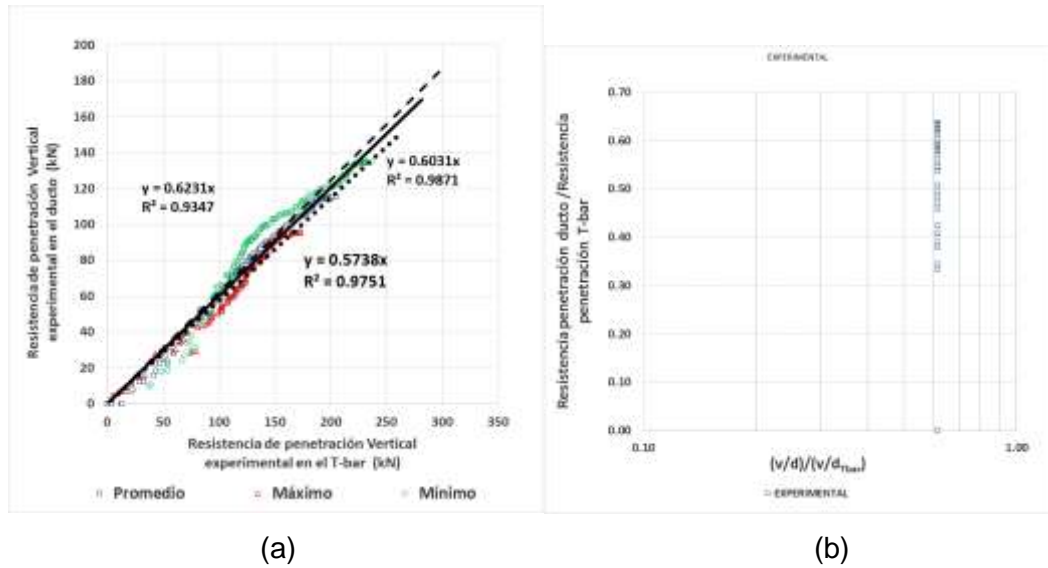 200
180
160
140
120
100
80
60
40
20
0
Resistencia de penetración Vertical
experimental en el ducto (kN)
y = 0.6231x
R² = 0.9347
y = 0.6031x
R² = 0.9871
y = 0.5738x
R² = 0.9751
0 50 100 150 200 250 300 350
Resistencia de penetración Vertical
experimental en el T-bar (kN)
Promedio Máximo Mínimo
(a)
EXPERIMENTAL
0.70
0.60
0.50
0.40
0.30
0.20
0.10
0.00
Resistencia penetración ducto /Resistencia
penetración T-bar
0.10 1.00
(v/d)/(v/dTbar)
EXPERIMENTAL
(b)